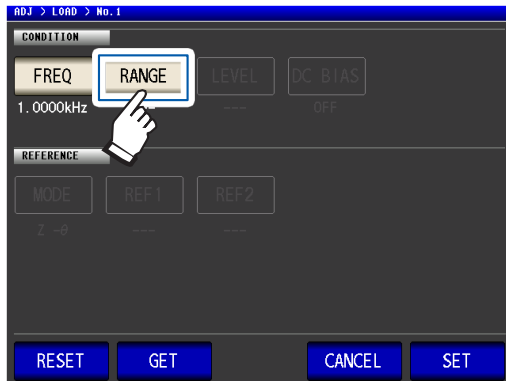 ADJ > LOAD > No.1
CONDITION
FREQ RANGE LEVEL DC BIAS
1.0000kHz --- OFF
REFERENCE
MODE REF1 REF2
Z -θ --- ---
RESET GET CANCEL SET